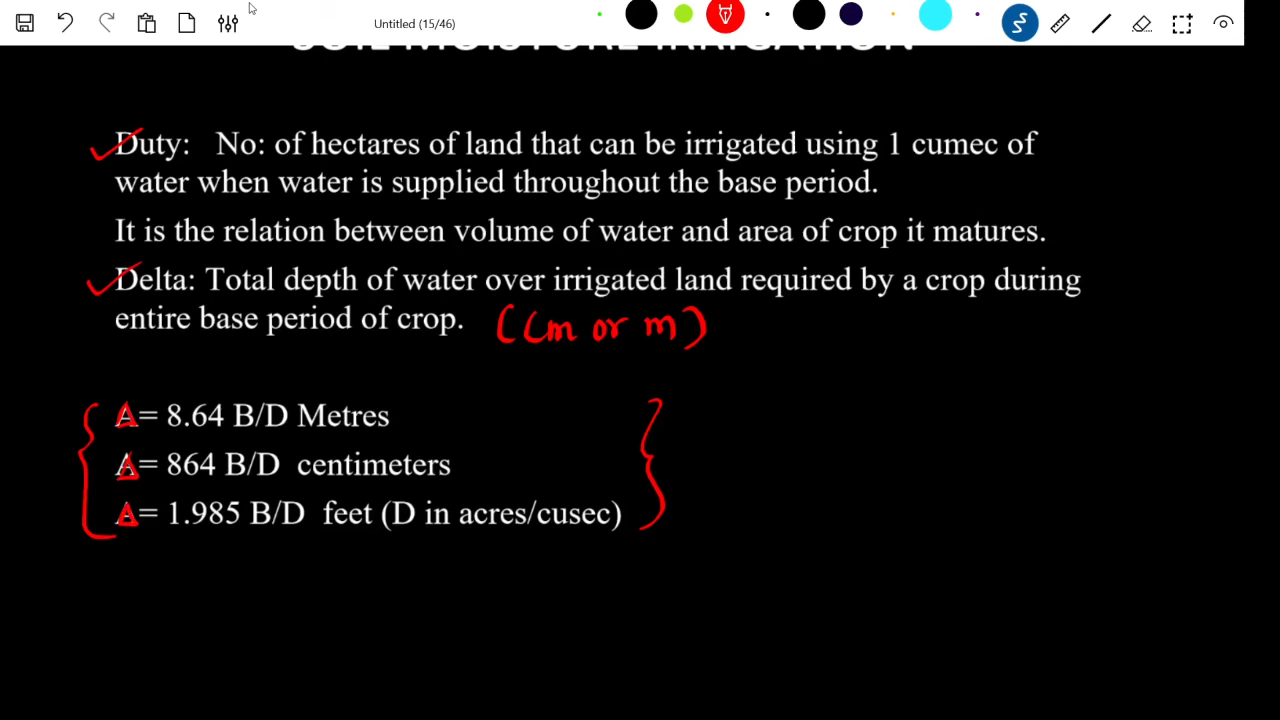 Untitled (15/46)
SOIL MOISTURE IRRIGATION
Duty: No: of hectares of land that can be irrigated using 1 cumec of
water when water is supplied throughout the base period.
It is the relation between volume of water and area of crop it matures.
Delta: Total depth of water over irrigated land required by a crop during
entire base period of crop. (Cm or m)
Δ= 8.64 B/D Metres
Δ= 864 B/D centimeters
Δ= 1.985 B/D feet (D in acres/cusec)